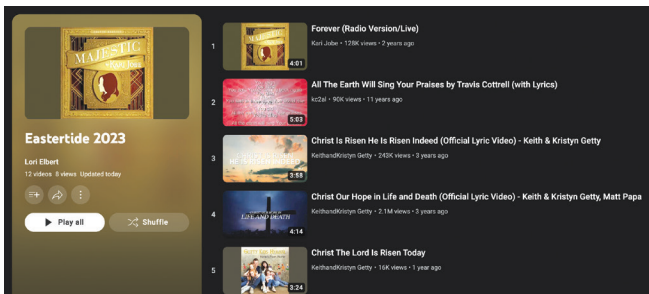 MAJESTIC
Kari Jobe
Eastertide 2023
Lori Elbert
12 videos 8 views Updated today
Play all
Shuffle
1
4:01
Forever (Radio Version/Live)
Kari Jobe • 128K views • 2 years ago
2
5:03
All The Earth Will Sing Your Praises by Travis Cottrell (with Lyrics)
kc2al • 90K views • 11 years ago
3
HE IS RISEN INDEED
3:58
Christ Is Risen He Is Risen Indeed (Official Lyric Video) - Keith & Kristyn Getty
KeithandKristyn Getty • 243K views • 3 years ago
4
LIFE AND DEATH
4:14
Christ Our Hope in Life and Death (Official Lyric Video) - Keith & Kristyn Getty, Matt Papa
KeithandKristyn Getty • 2.1M views • 3 years ago
5
3:24
Christ The Lord Is Risen Today
KeithandKristyn Getty • 16K views • 1 year ago